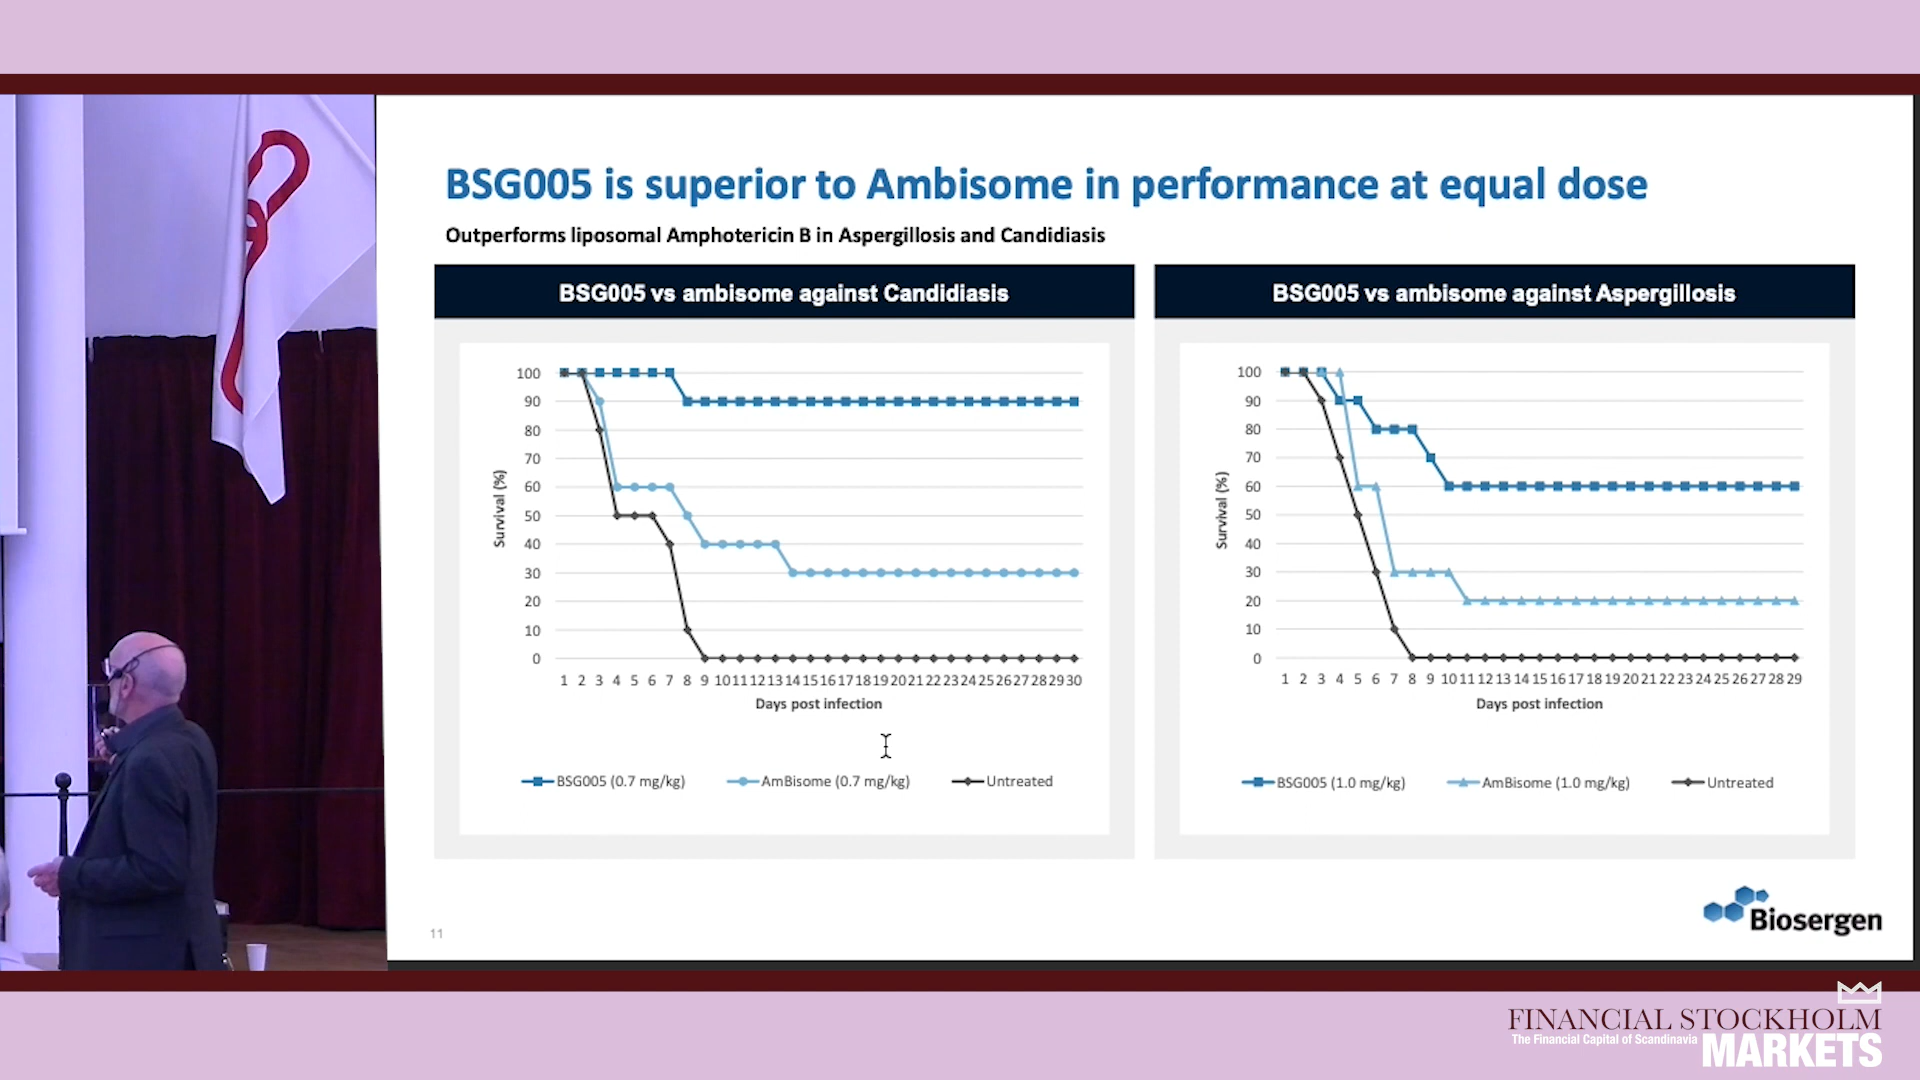 BSG005 is superior to Ambisome in performance at equal dose
Outperforms liposomal Amphotericin B in Aspergillosis and Candidiasis
BSG005 vs ambisome against Candidiasis
100
90
80
70
60
50
40
30
20
10
0
Survival (%)
1 2 3 4 5 6 7 8 9 10 11 12 13 14 15 16 17 18 19 20 21 22 23 24 25 26 27 28 29 30
Days post infection
BSG005 (0.7 mg/kg) AmBisome (0.7 mg/kg) Untreated
BSG005 vs ambisome against Aspergillosis
100
90
80
70
60
50
40
30
20
10
0
Survival (%)
1 2 3 4 5 6 7 8 9 10 11 12 13 14 15 16 17 18 19 20 21 22 23 24 25 26 27 28 29
Days post infection
BSG005 (1.0 mg/kg) AmBisome (1.0 mg/kg) Untreated
11
Biosergen
FINANCIAL STOCKHOLM
The Financial Capital of Scandinavia
MARKETS